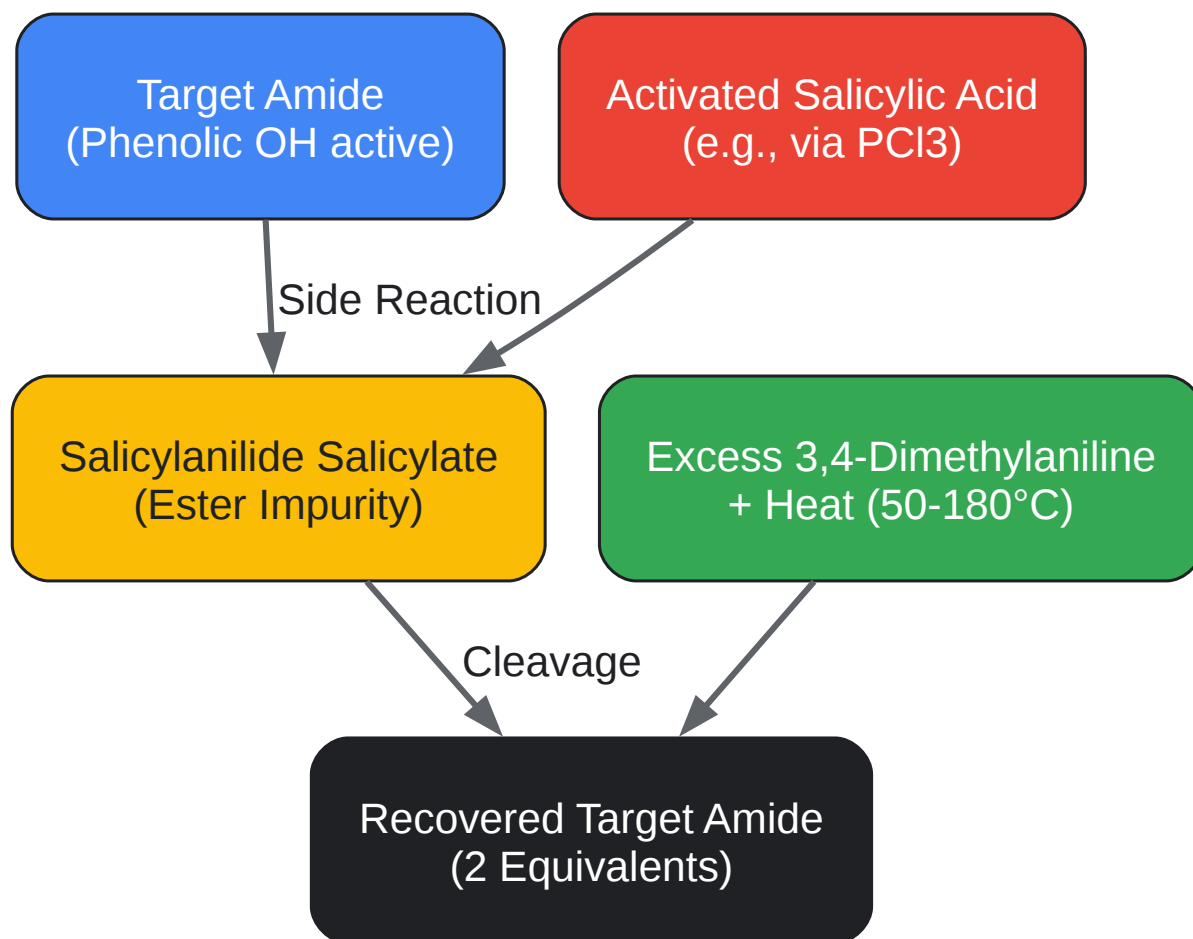 Target Amide
(Phenolic OH active)
Activated Salicylic Acid
(e.g., via PCl3)
Side Reaction
Salicylanilide Salicylate
(Ester Impurity)
Excess 3,4-Dimethylaniline
+ Heat (50-180°C)
Cleavage
Recovered Target Amide
(2 Equivalents)